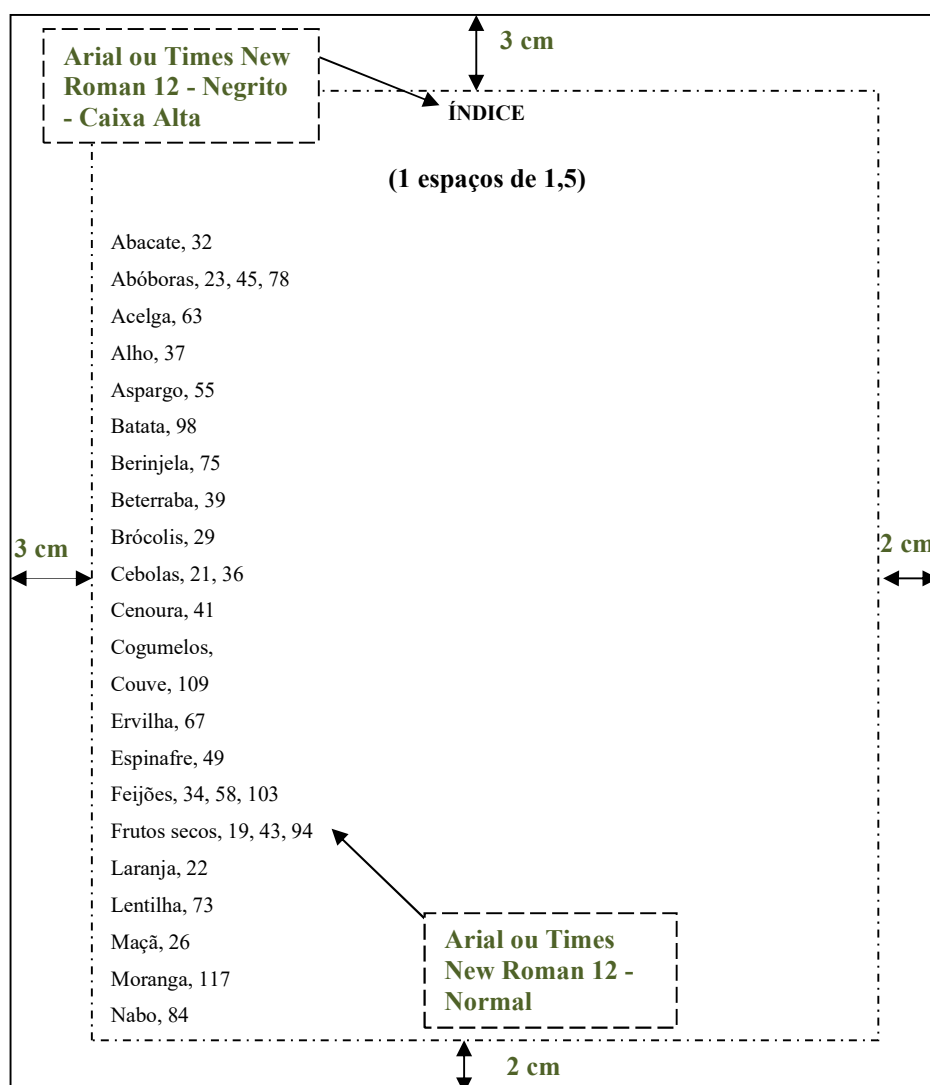 3 cm
Arial ou Times New
Roman 12 - Negrito
- Caixa Alta
ÍNDICE
(1 espaços de 1,5)
Abacate, 32
Abóboras, 23, 45, 78
Acelga, 63
Alho, 37
Aspargo, 55
Batata, 98
Berinjela, 75
Beterraba, 39
Brócolis, 29
3 cm
2 cm
Cebolas, 21, 36
Cenoura, 41
Cogumelos,
Couve, 109
Ervilha, 67
Espinafre, 49
Feijões, 34, 58, 103
Frutos secos, 19, 43, 94
Laranja, 22
Lentilha, 73
Maçã, 26
Moranga, 117
Nabo, 84
Arial ou Times
New Roman 12 -
Normal
2 cm